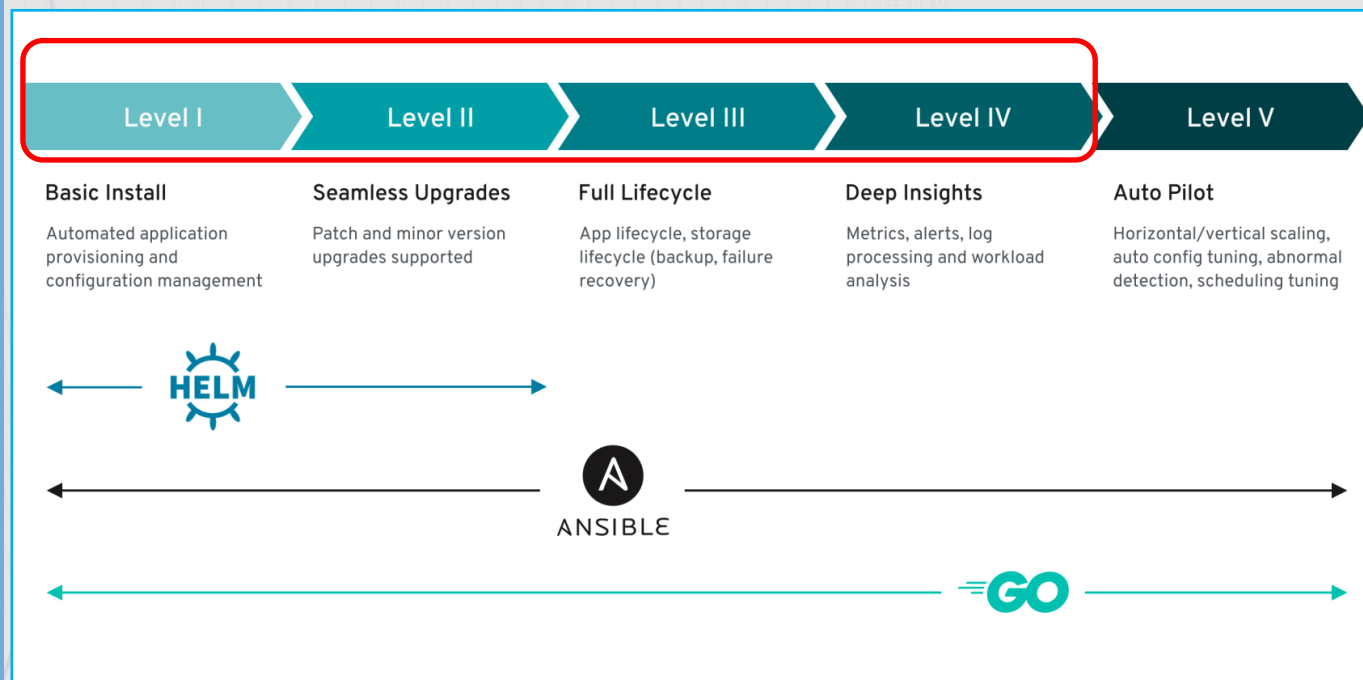 Level I
Level II
Level III
Level IV
Level V
Basic Install
Automated application
provisioning and
configuration management
Seamless Upgrades
Patch and minor version
upgrades supported
Full Lifecycle
App lifecycle, storage
lifecycle (backup, failure
recovery)
Deep Insights
Metrics, alerts, log
processing and workload
analysis
Auto Pilot
Horizontal/vertical scaling,
auto config tuning, abnormal
detection, scheduling tuning
HELM
A
ANSIBLE
GO